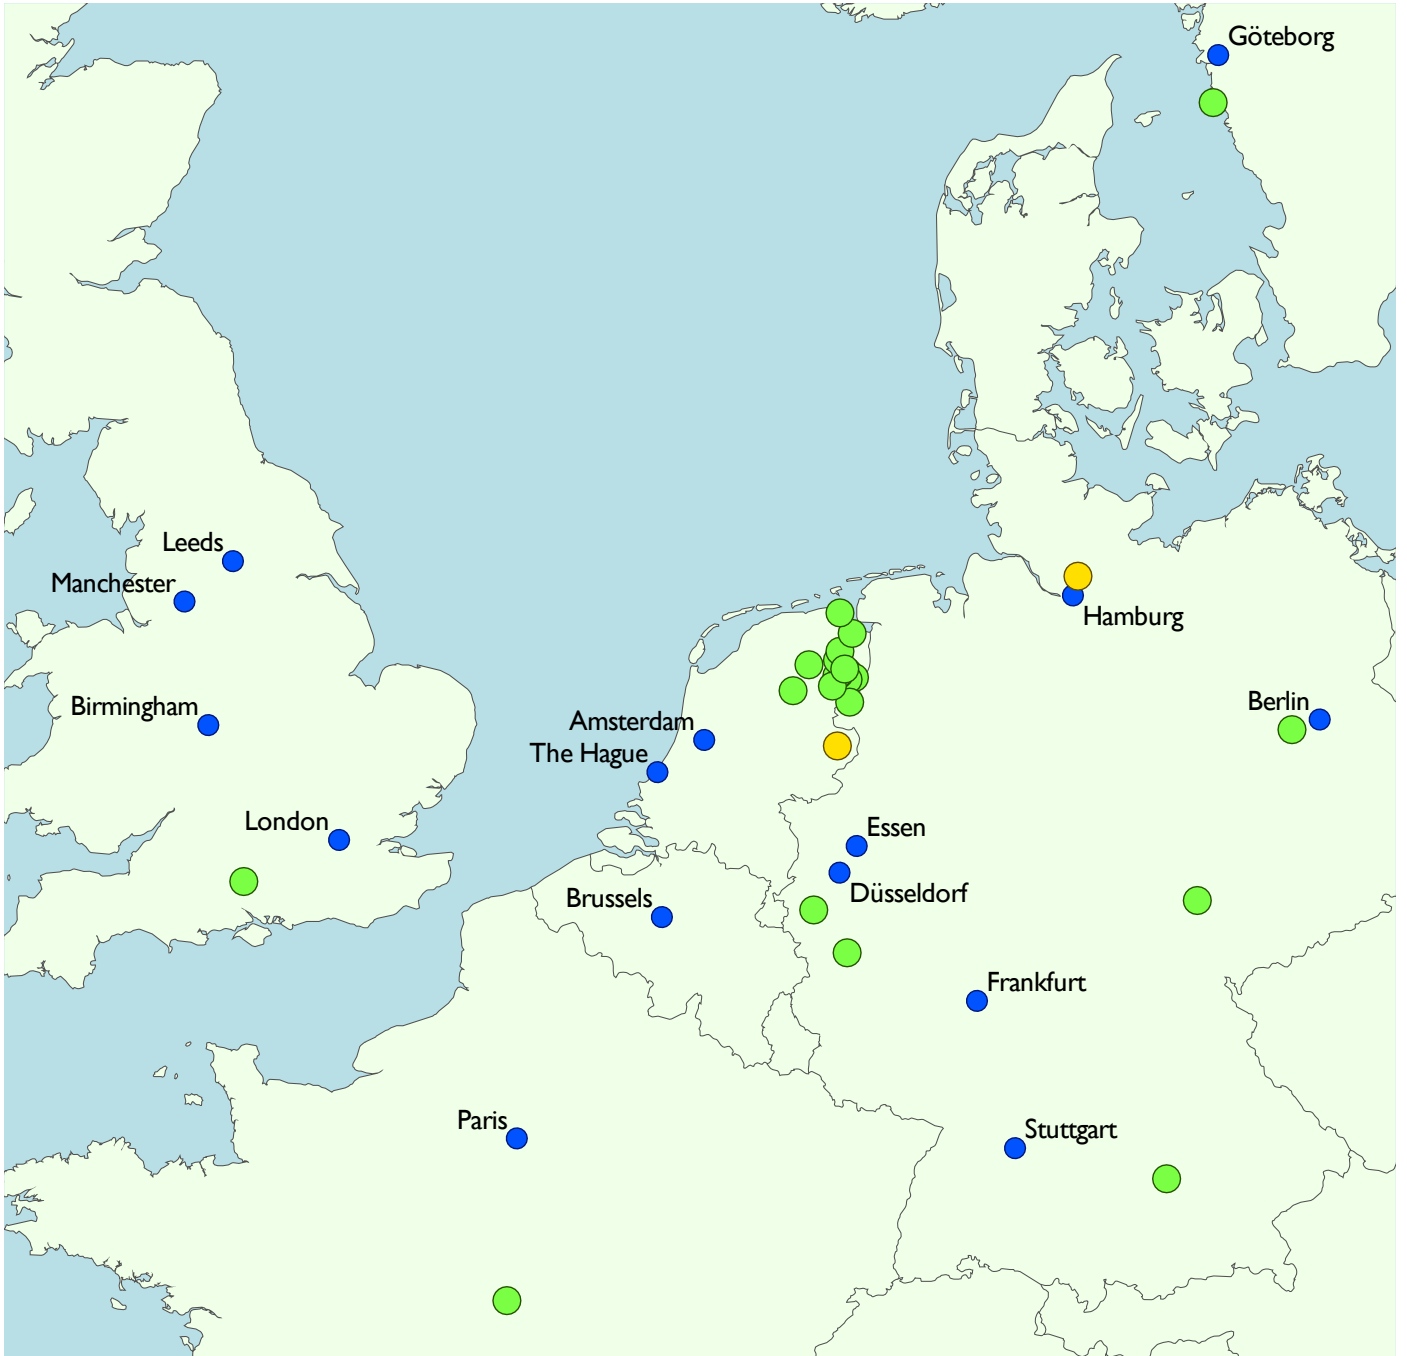 Göteborg
Leeds
Manchester
Hamburg
Birmingham
Berlin
Amsterdam
The Hague
London
Essen
Düsseldorf
Brussels
Frankfurt
Paris
Stuttgart